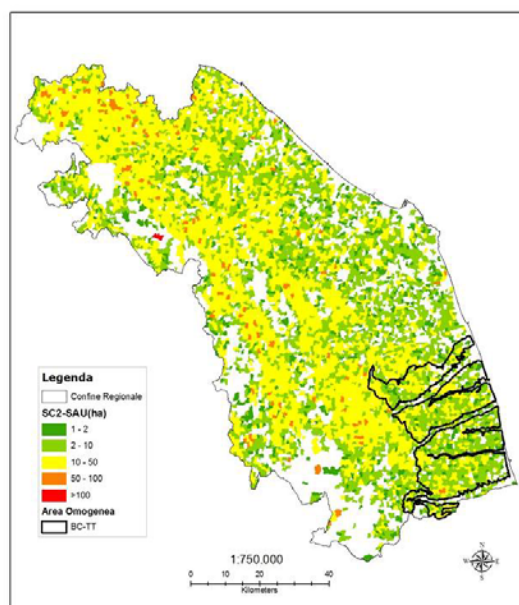 Legenda
Confine Regionale
SC2-SAU(ha)
1 - 2
2 - 10
10 - 50
50 - 100
>100
Area Omogenea
BC-TT
1:750.000
0 10 20 40
Kilometers
N
W E
S